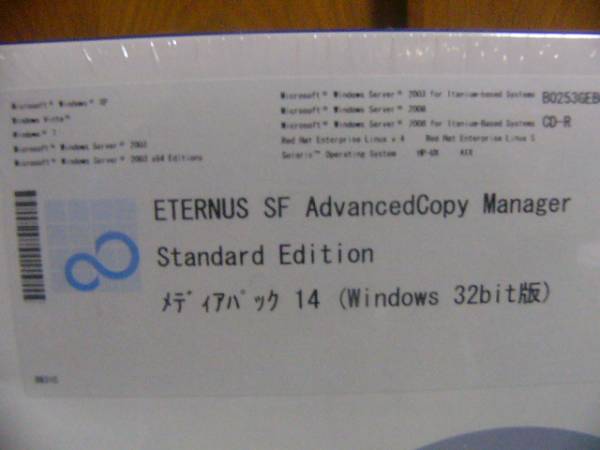 Microsoft® Windows® XP
Windows Vista™
Windows® 7
Microsoft® Windows Server® 2003
Microsoft® Windows Server® 2003 x64 Editions
Microsoft® Windows Server® 2003 for Itanium-based Systems
Microsoft® Windows Server® 2008
Microsoft® Windows Server® 2008 for Itanium-Based Systems
Red Hat Enterprise Linux v.4 Red Hat Enterprise Linux 5
Solaris™ Operating System HP-UX AIX
B0253GEB
CD-R
ETERNUS SF AdvancedCopy Manager
Standard Edition
ﾒﾃﾞｨｱﾊﾟｯｸ 14 (Windows 32bit版)